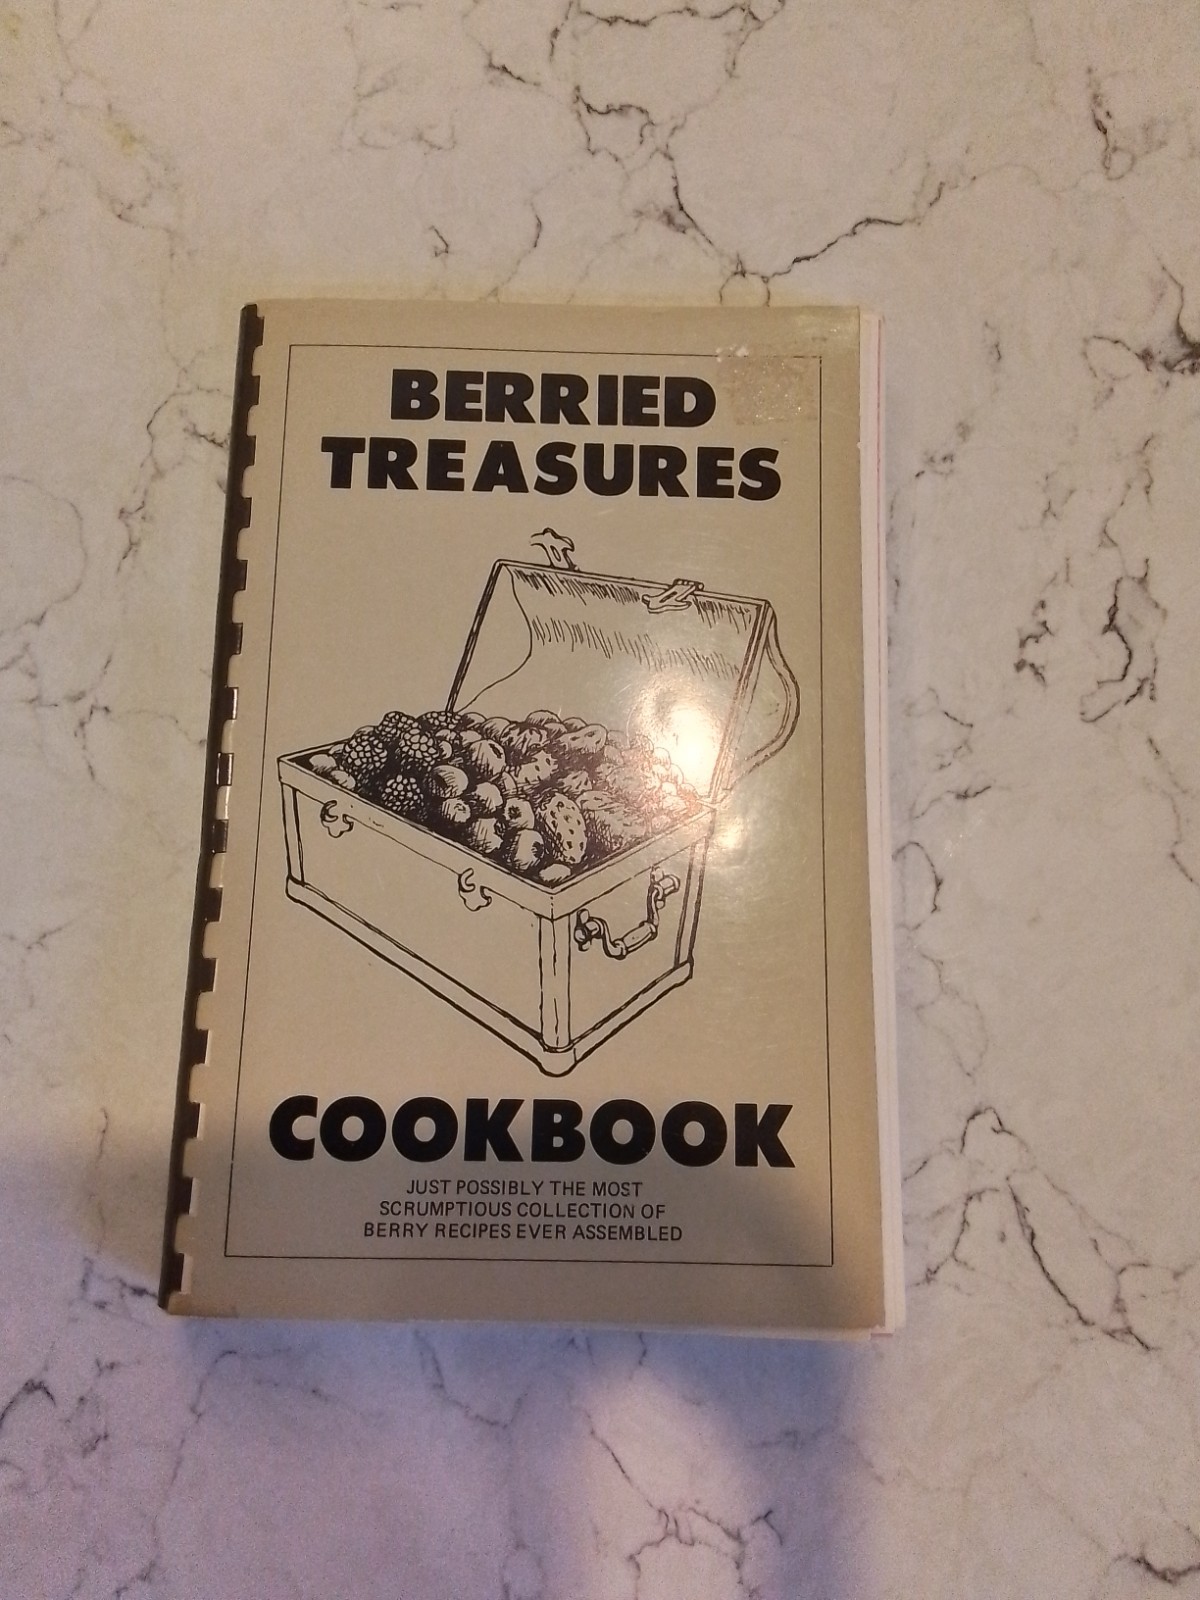 BERRIED
TREASURES
COOKBOOK
JUST POSSIBLY THE MOST
SCRUMPTIOUS COLLECTION OF
BERRY RECIPES EVER ASSEMBLED